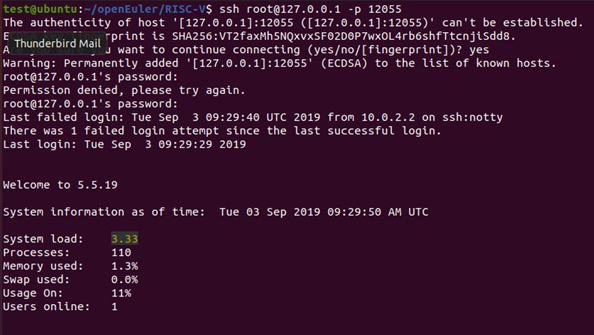 test@ubuntu:~/openEuler/RISC-V$ ssh root@127.0.0.1 -p 12055
The authenticity of host '[127.0.0.1]:12055 ([127.0.0.1]:12055)' can't be established.
E print is SHA256:VT2faxMh5NQxvxSF02D0P7wxOL4rb6shfTtcnjiSdd8.
Thunderbird Mail
A want to continue connecting (yes/no/[fingerprint])? yes
Warning: Permanently added '[127.0.0.1]:12055' (ECDSA) to the list of known hosts.
root@127.0.0.1's password:
Permission denied, please try again.
root@127.0.0.1's password:
Last failed login: Tue Sep  3 09:29:40 UTC 2019 from 10.0.2.2 on ssh:notty
There was 1 failed login attempt since the last successful login.
Last login: Tue Sep  3 09:29:29 2019
Welcome to 5.5.19
System information as of time:  Tue 03 Sep 2019 09:29:50 AM UTC
System load:    3.33
Processes:      110
Memory used:    1.3%
Swap used:      0.0%
Usage On:       11%
Users online:   1